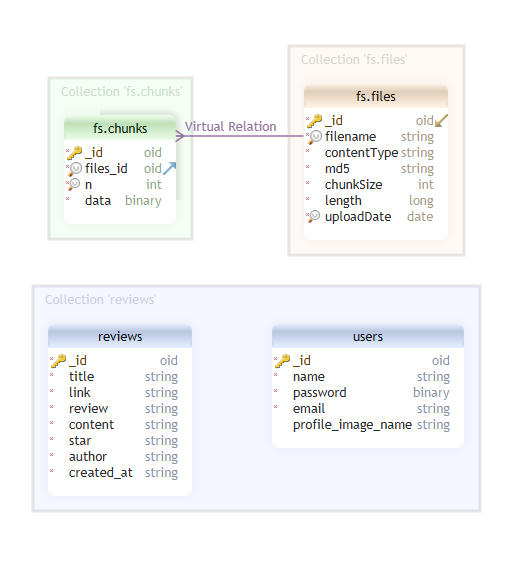 Collection 'fs.files'
Collection 'fs.chunks'
fs.files
_id oid
filename string
contentType string
md5 string
chunkSize int
length long
uploadDate date
fs.chunks
_id oid
files_id oid
n int
data binary
Virtual Relation
Collection 'reviews'
reviews
_id oid
title string
link string
review string
content string
star string
author string
created_at string
users
_id oid
name string
password binary
email string
profile_image_name string